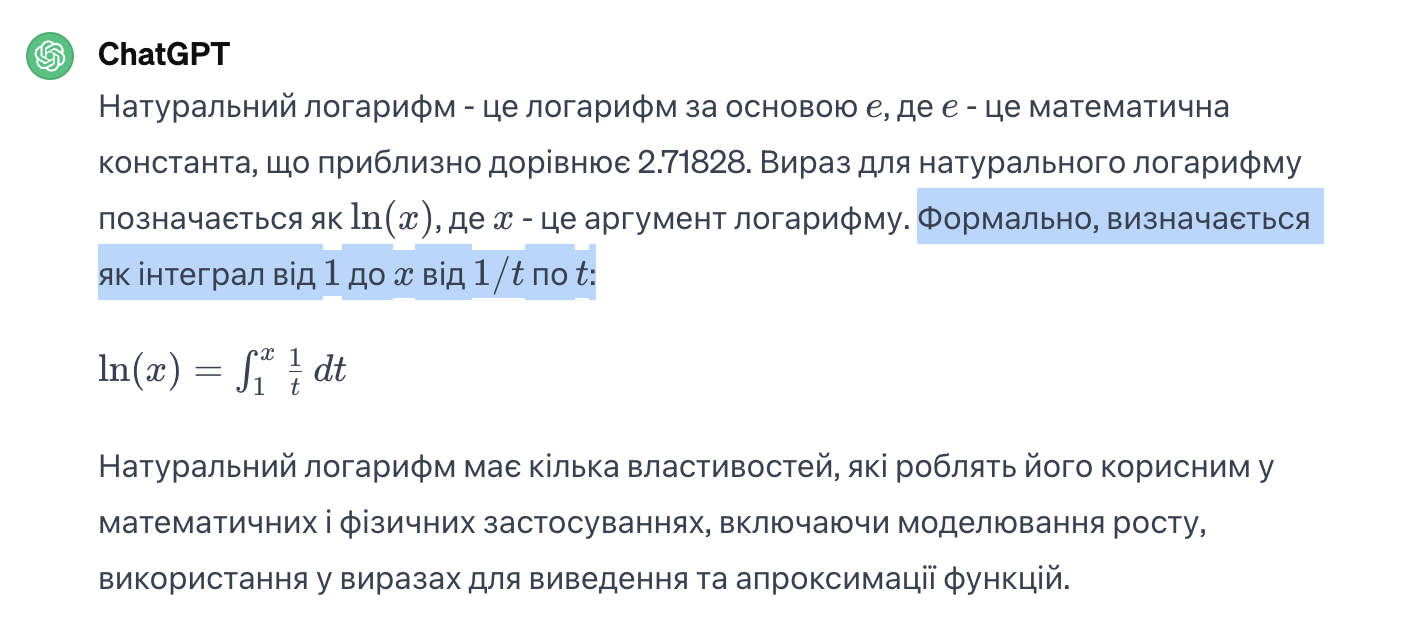 ChatGPT
Натуральний логарифм - це логарифм за основою e, де e - це математична
константа, що приблизно дорівнює 2.71828. Вираз для натурального логарифму
позначається як ln(x), де x - це аргумент логарифму. Формально, визначається
як інтеграл від 1 до x від 1/t по t:
ln(x) = ∫₁ˣ 1/t dt
Натуральний логарифм має кілька властивостей, які роблять його корисним у
математичних і фізичних застосуваннях, включаючи моделювання росту,
використання у виразах для виведення та апроксимації функцій.